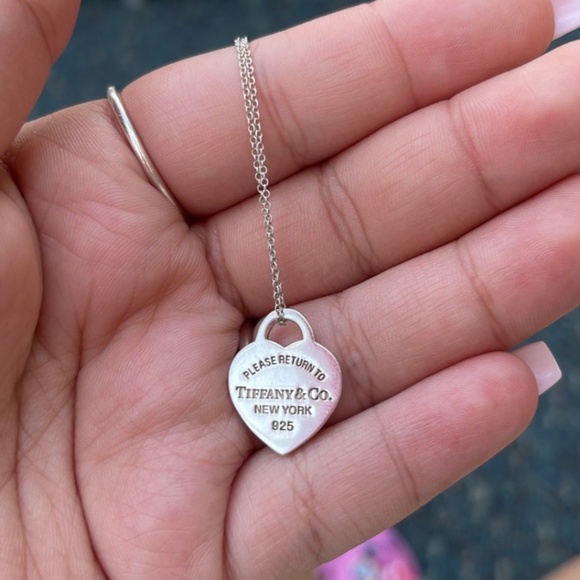 PLEASE RETURN TO
TIFFANY & CO.
NEW YORK
925